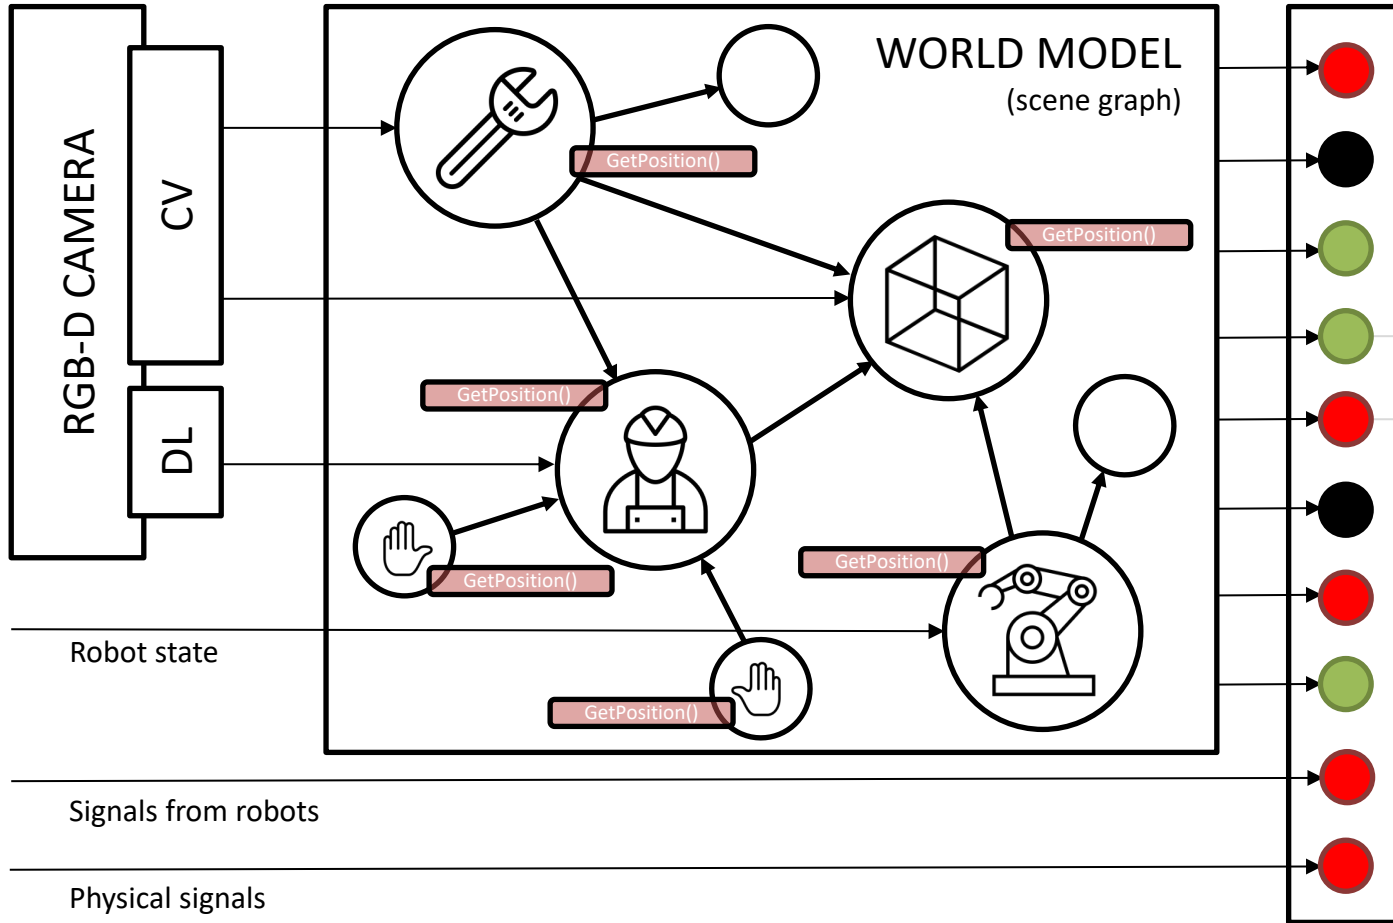 RGB-D CAMERA
CV
DL
WORLD MODEL
(scene graph)
GetPosition()
GetPosition()
GetPosition()
GetPosition()
GetPosition()
GetPosition()
Robot state
Signals from robots
Physical signals